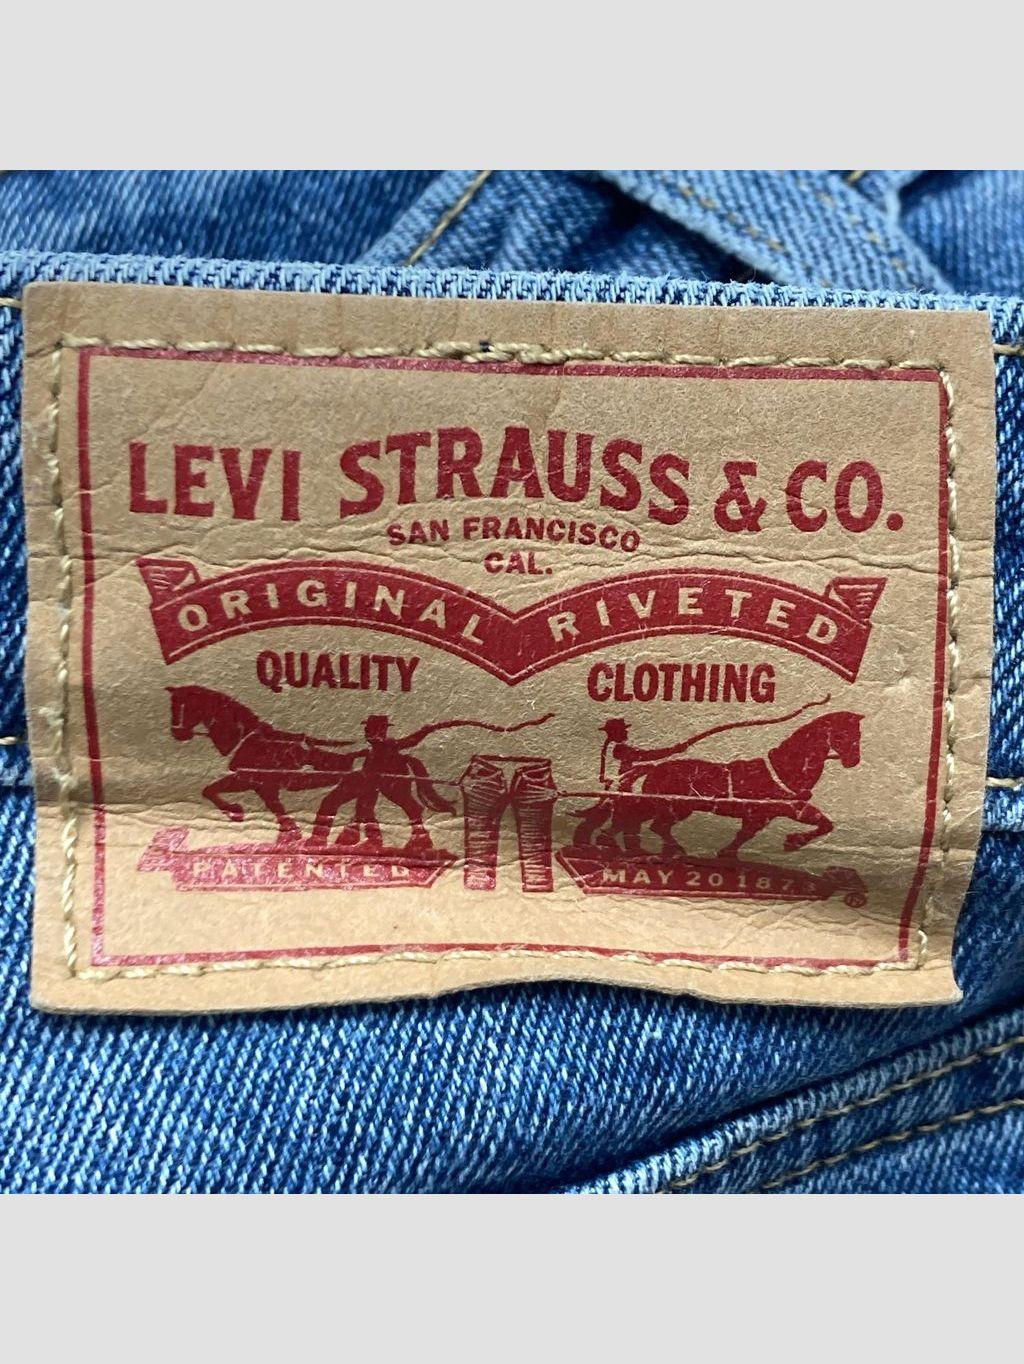 LEVI STRAUSS & CO.
SAN FRANCISCO
CAL.
ORIGINAL RIVETED
QUALITY CLOTHING
PATENTED MAY 20 1873
®